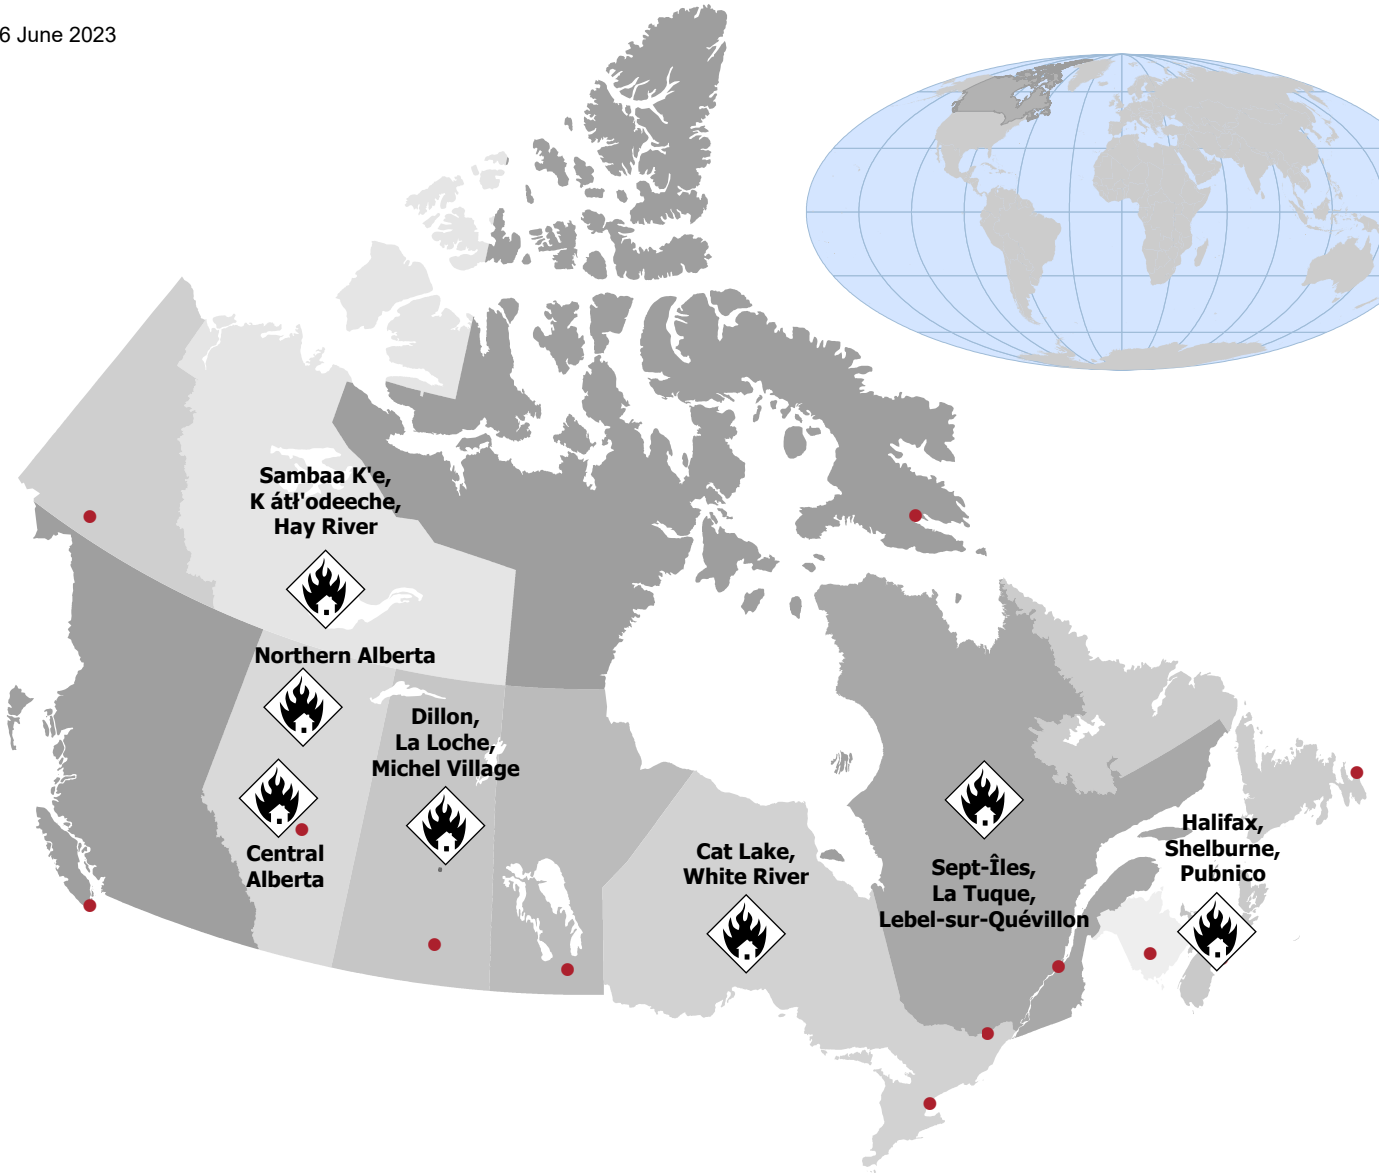 6 June 2023
Sambaa K'e,
K átł'odeeche,
Hay River
Northern Alberta
Dillon,
La Loche,
Michel Village
Central
Alberta
Cat Lake,
White River
Sept-Îles,
La Tuque,
Lebel-sur-Quévillon
Halifax,
Shelburne,
Pubnico